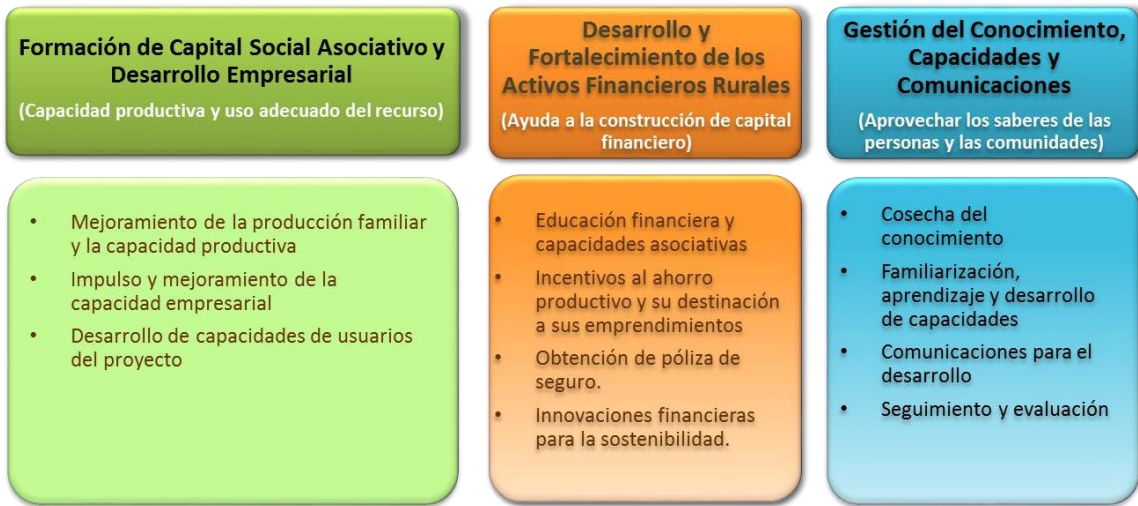 Formación de Capital Social Asociativo y
Desarrollo Empresarial
(Capacidad productiva y uso adecuado del recurso)
• Mejoramiento de la producción familiar
y la capacidad productiva
• Impulso y mejoramiento de la
capacidad empresarial
• Desarrollo de capacidades de usuarios
del proyecto
Desarrollo y
Fortalecimiento de los
Activos Financieros Rurales
(Ayuda a la construcción de capital
financiero)
• Educación financiera y
capacidades asociativas
• Incentivos al ahorro
productivo y su destinación
a sus emprendimientos
• Obtención de póliza de
seguro.
• Innovaciones financieras
para la sostenibilidad.
Gestión del Conocimiento,
Capacidades y
Comunicaciones
(Aprovechar los saberes de las
personas y las comunidades)
• Cosecha del
conocimiento
• Familiarización,
aprendizaje y desarrollo
de capacidades
• Comunicaciones para el
desarrollo
• Seguimiento y evaluación